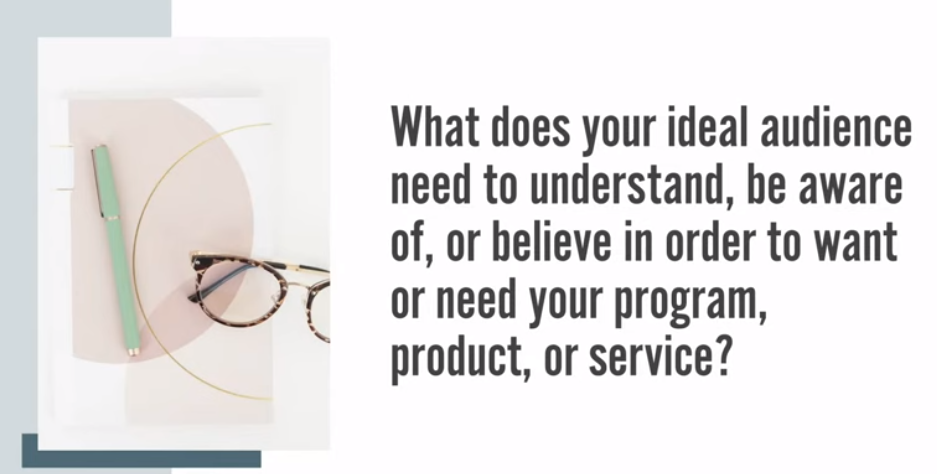 What does your ideal audience
need to understand, be aware
of, or believe in order to want
or need your program,
product, or service?